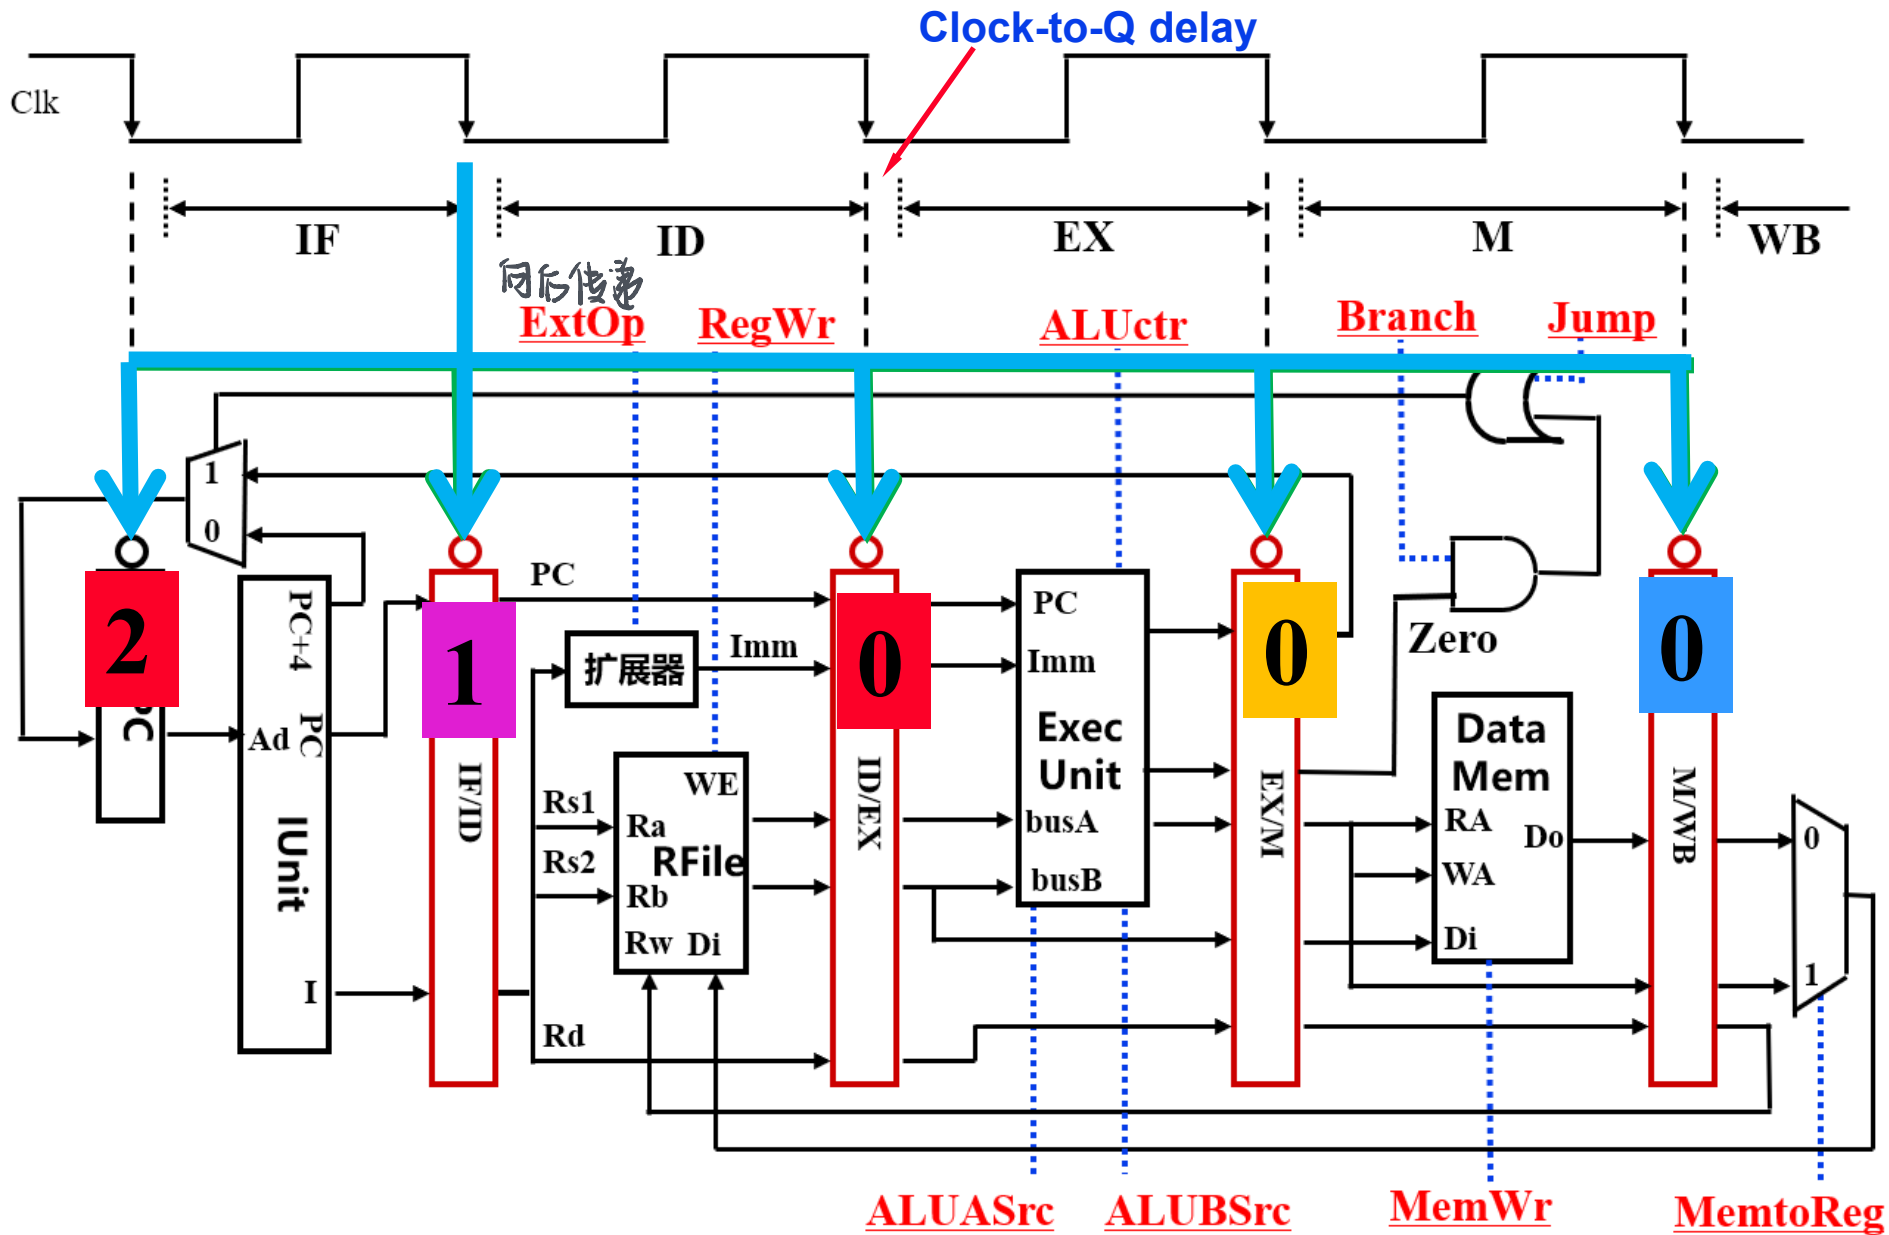 Clock-to-Q delay
Clk
IF
ID
EX
M
WB
向后传递
ExtOp
RegWr
ALUctr
Branch
Jump
1
0
2
PC
PC+4
Ad
PC
IUnit
I
1
IF/ID
PC
扩展器
Imm
WE
Rs1
Ra
RFile
Rs2
Rb
Rw
Di
Rd
0
ID/EX
PC
Imm
Exec
Unit
busA
busB
0
EX/M
Zero
Data
Mem
RA
Do
WA
Di
0
M/WB
0
1
ALUASrc
ALUBSrc
MemWr
MemtoReg